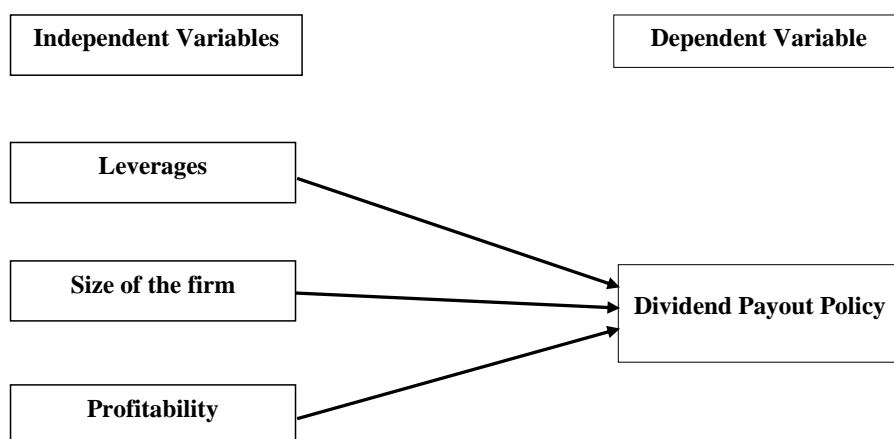 Independent Variables
Dependent Variable
Leverages
Size of the firm
Dividend Payout Policy
Profitability